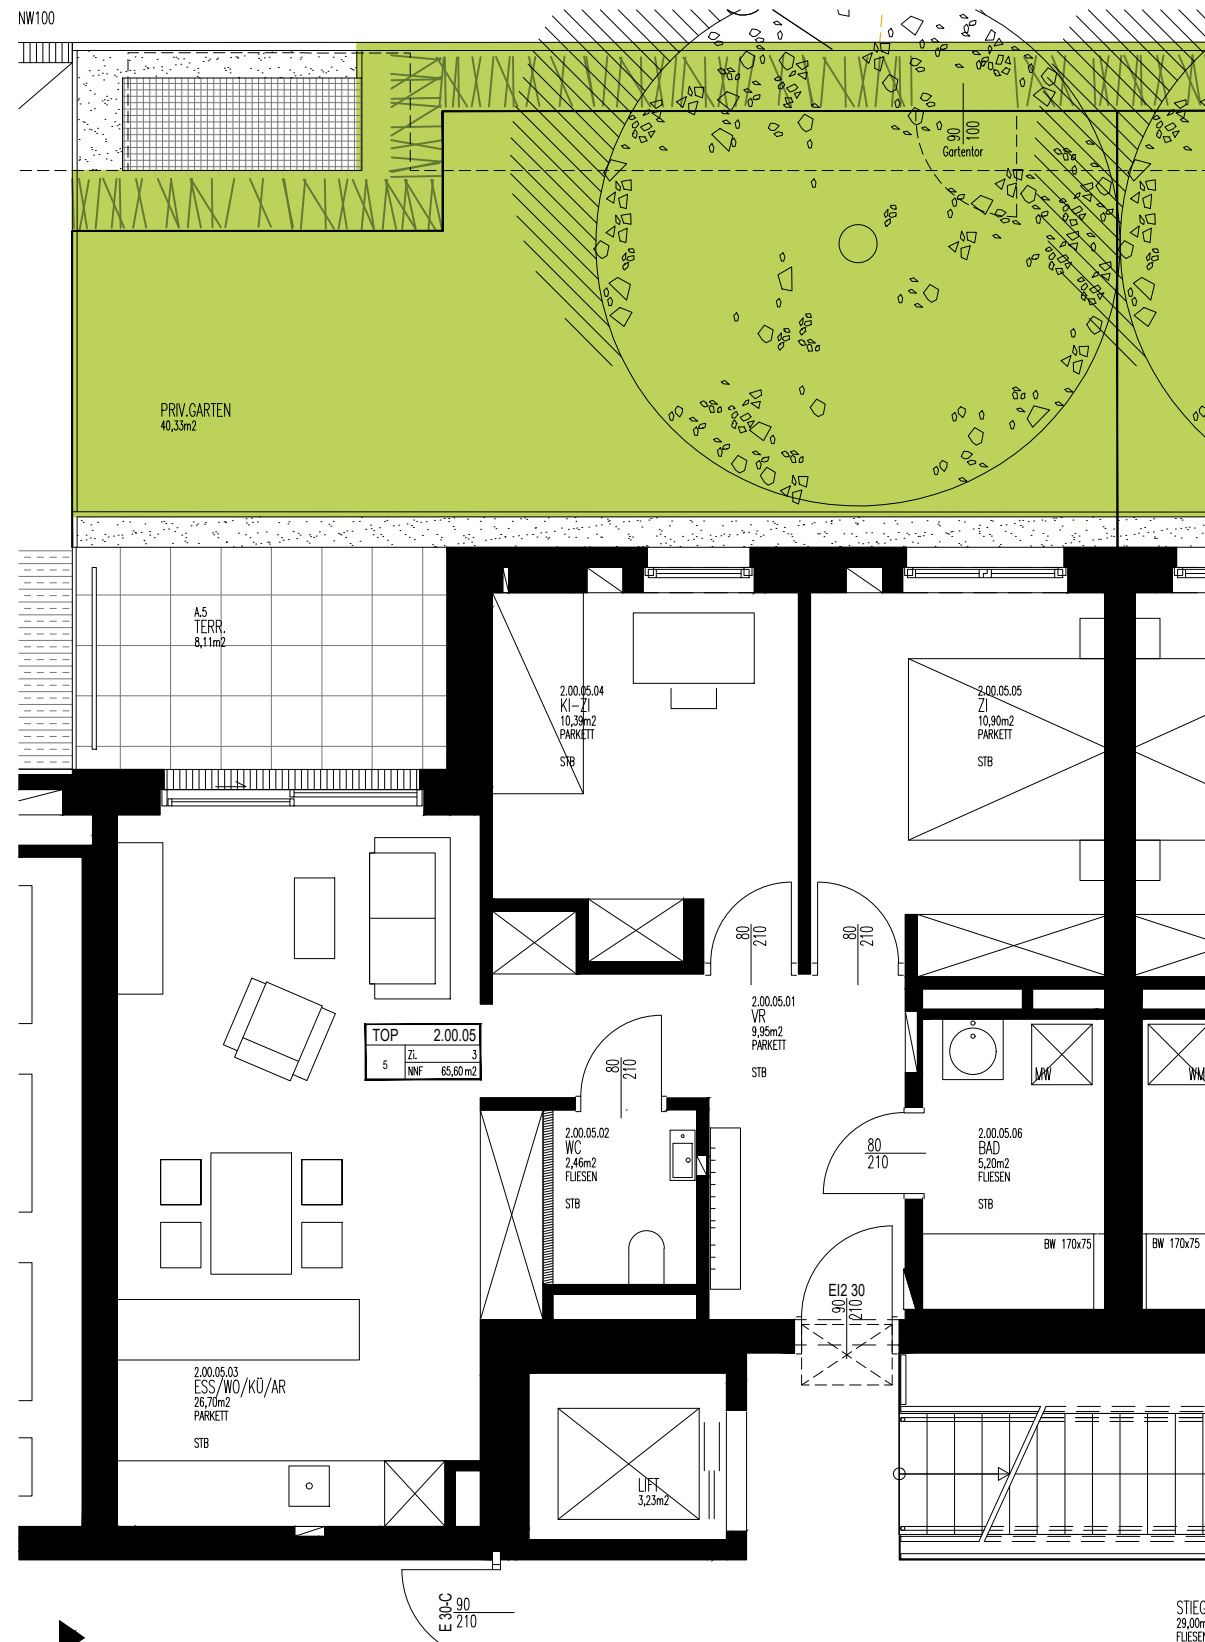 NW100
90
100
Gartentor
PRIV.GARTEN
40,33m2
A.5
TERR.
8,11m2
2.00.05.04
KI-ZI
10,39m2
PARKETT
STB
2.00.05.05
ZI
10,90m2
PARKETT
STB
80
210
80
210
2.00.05.01
VR
9,95m2
PARKETT
STB
TOP 2.00.05
5
Zi. 3
NNF 65,60 m2
80
210
MW
WM
2.00.05.02
WC
2,46m2
FLIESEN
STB
80
210
2.00.05.06
BAD
5,20m2
FLIESEN
STB
BW 170x75
BW 170x75
EI2 30
90
210
2.00.05.03
ESS/WO/KÜ/AR
26,70m2
PARKETT
STB
LIFT
3,23m2
E 30-C
90
210
STIEG
29,00m
FLIESEN